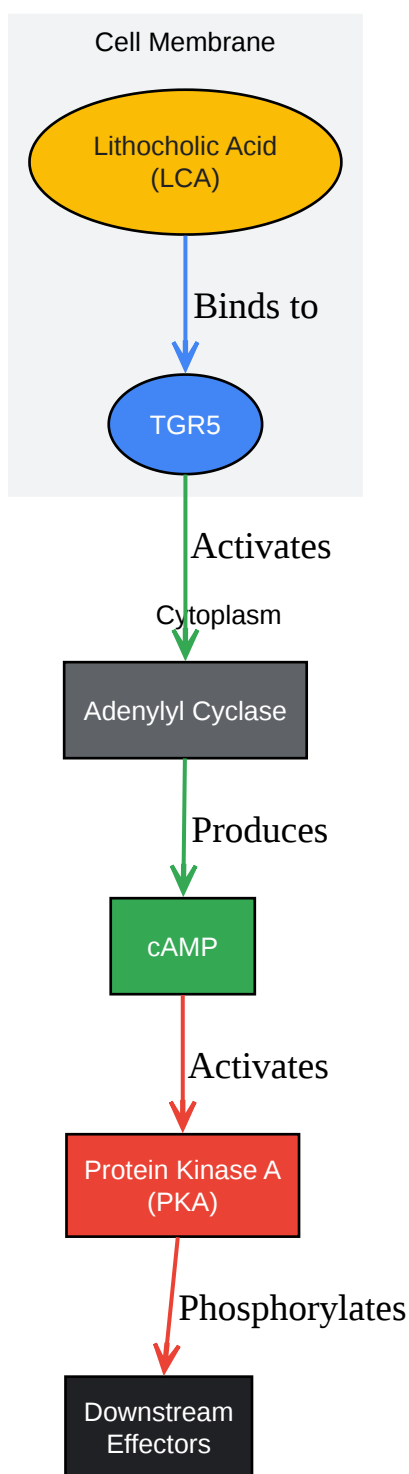 Cell Membrane
Lithocholic Acid
(LCA)
Binds to
TGR5
Activates
Cytoplasm
Adenylyl Cyclase
Produces
cAMP
Activates
Protein Kinase A
(PKA)
Phosphorylates
Downstream
Effectors